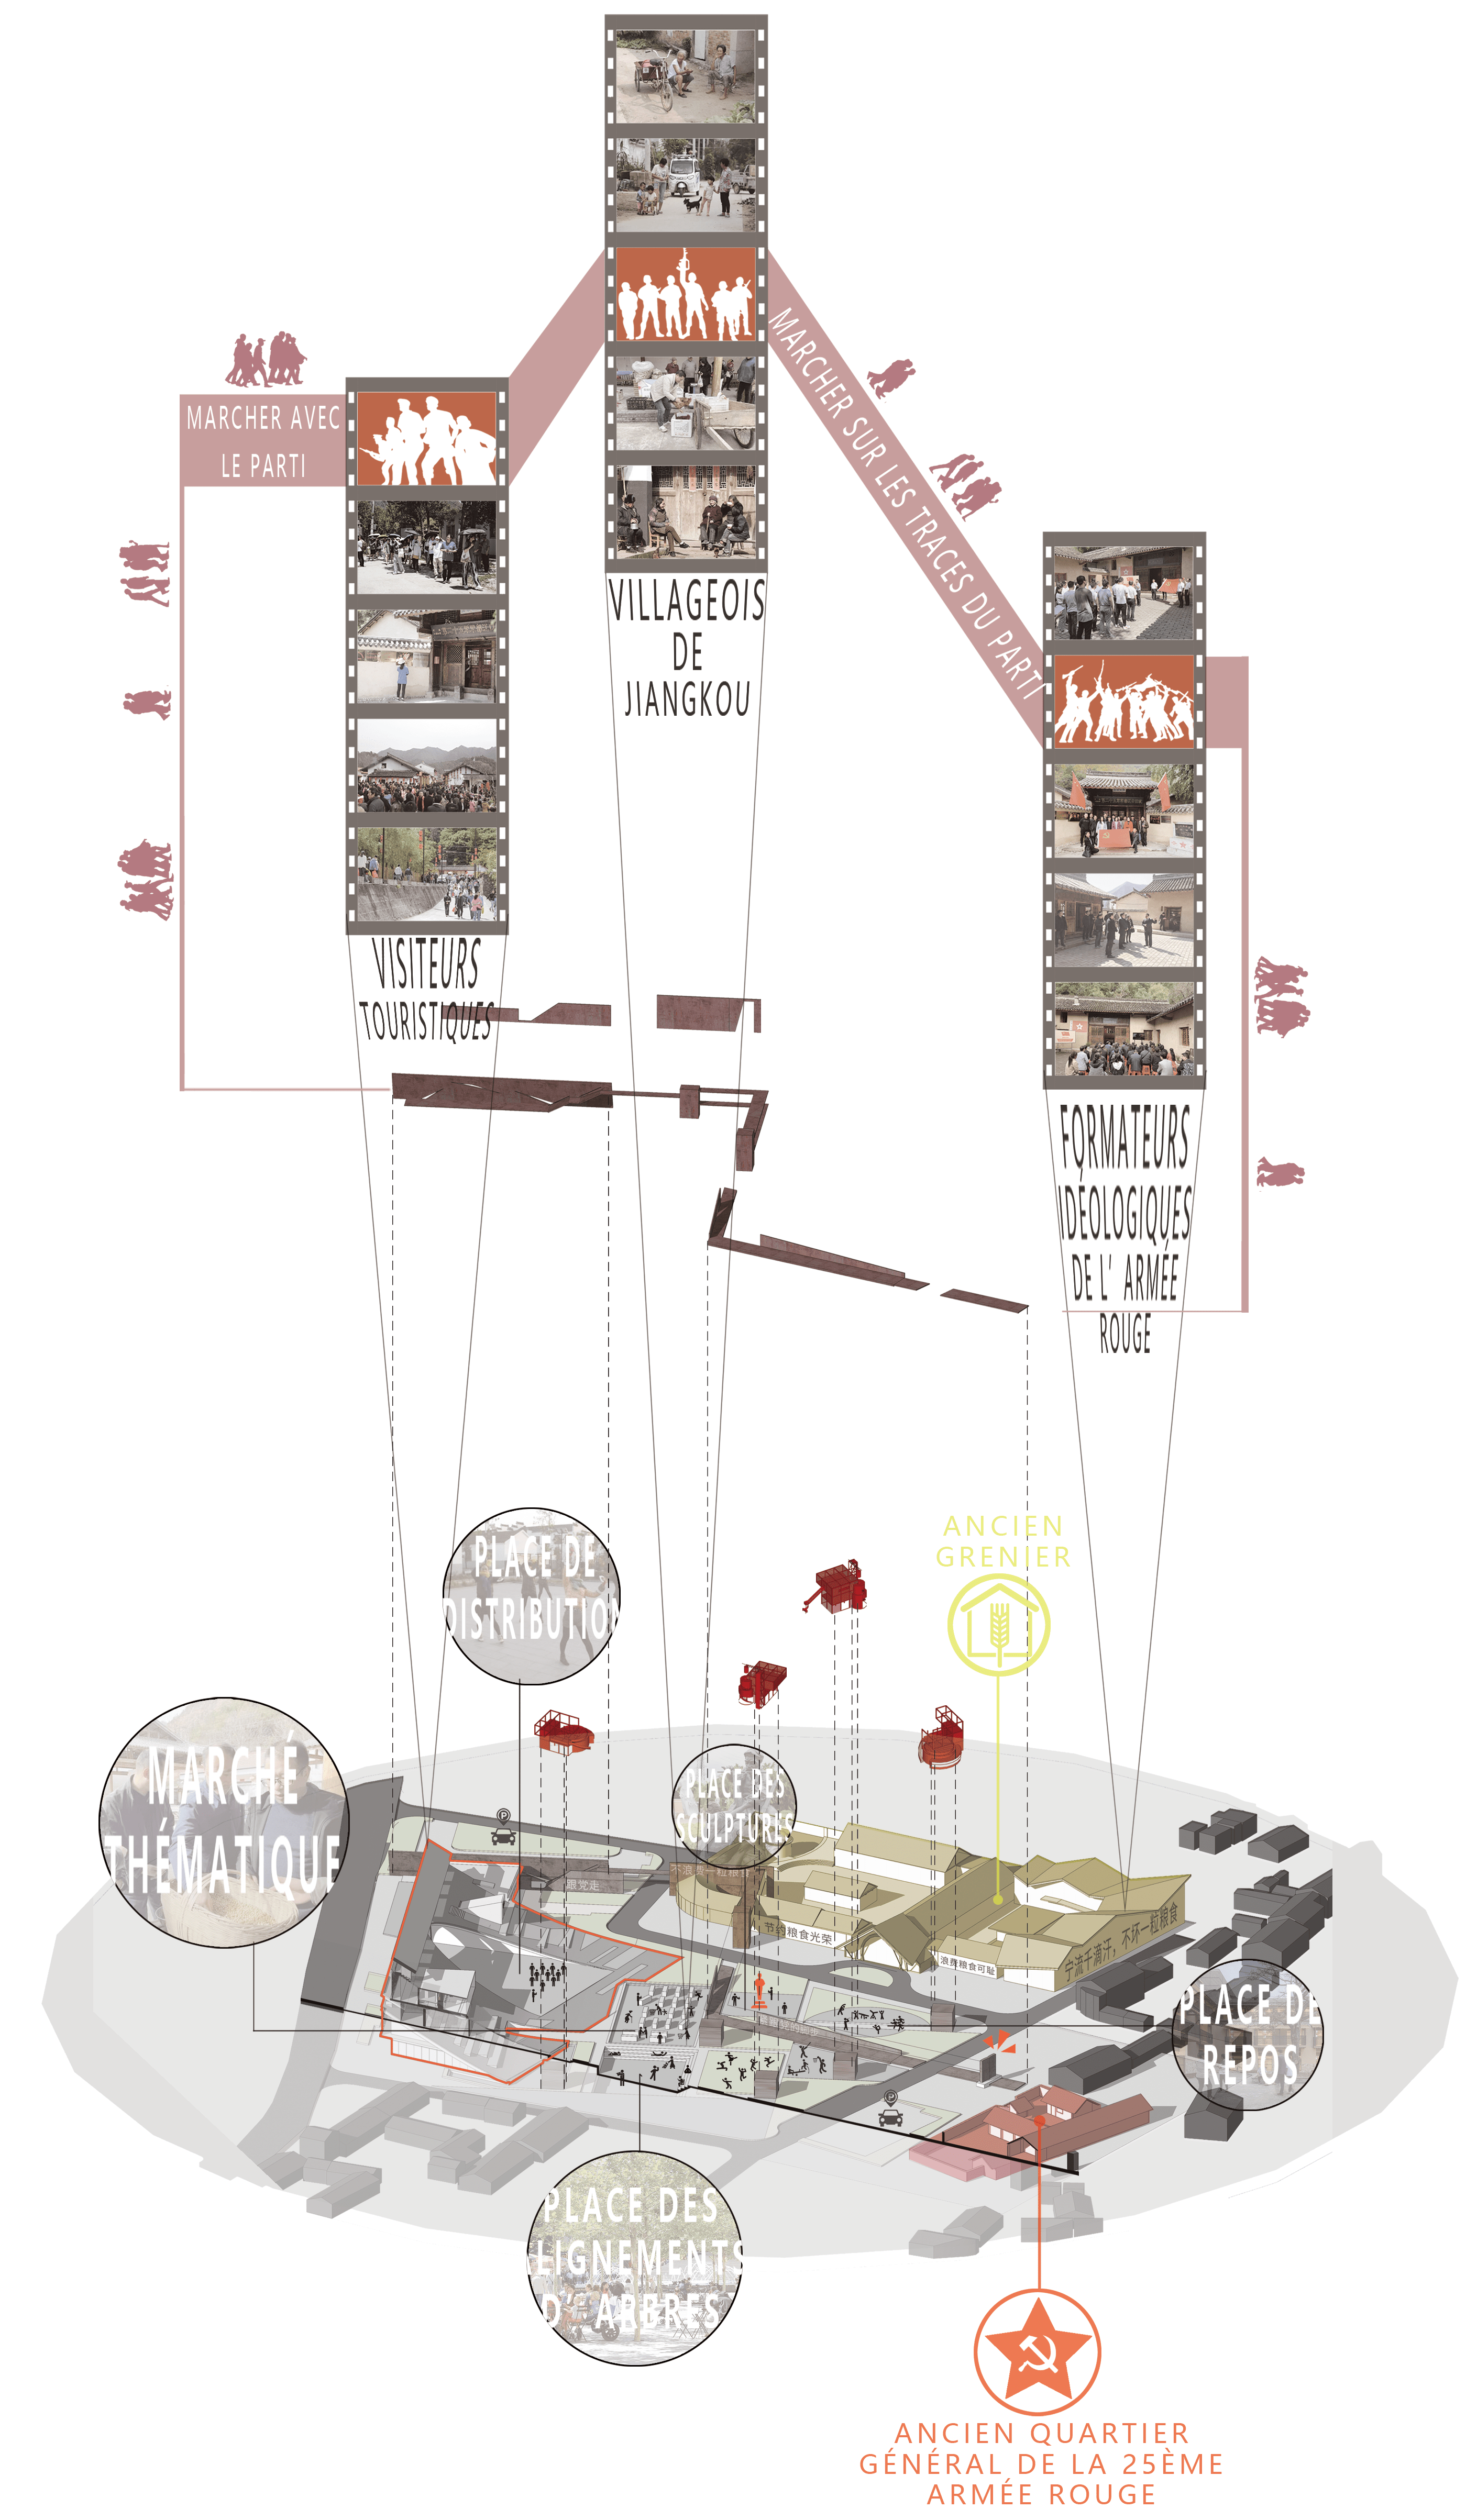 MARCHER AVEC
LE PARTI
MARCHER SUR LES TRACES DU PARTI
VILLAGEOIS
DE
JIANGKOU
VISITEURS
TOURISTIQUES
FORMATEURS
IDÉOLOGIQUES
DE L' ARMÉE
ROUGE
ANCIEN
GRENIER
PLACE DE
DISTRIBUTION
MARCHÉ
THÉMATIQUE
PLACE DES
SCULPTURES
P
跟党走
节约粮食光荣
浪费粮食可耻
宁流千滴汗，不坏一粒粮食
PLACE DE
REPOS
P
PLACE DES
LIGNEMENTS
D' ARBRES
ANCIEN QUARTIER
GÉNÉRAL DE LA 25ÈME
ARMÉE ROUGE